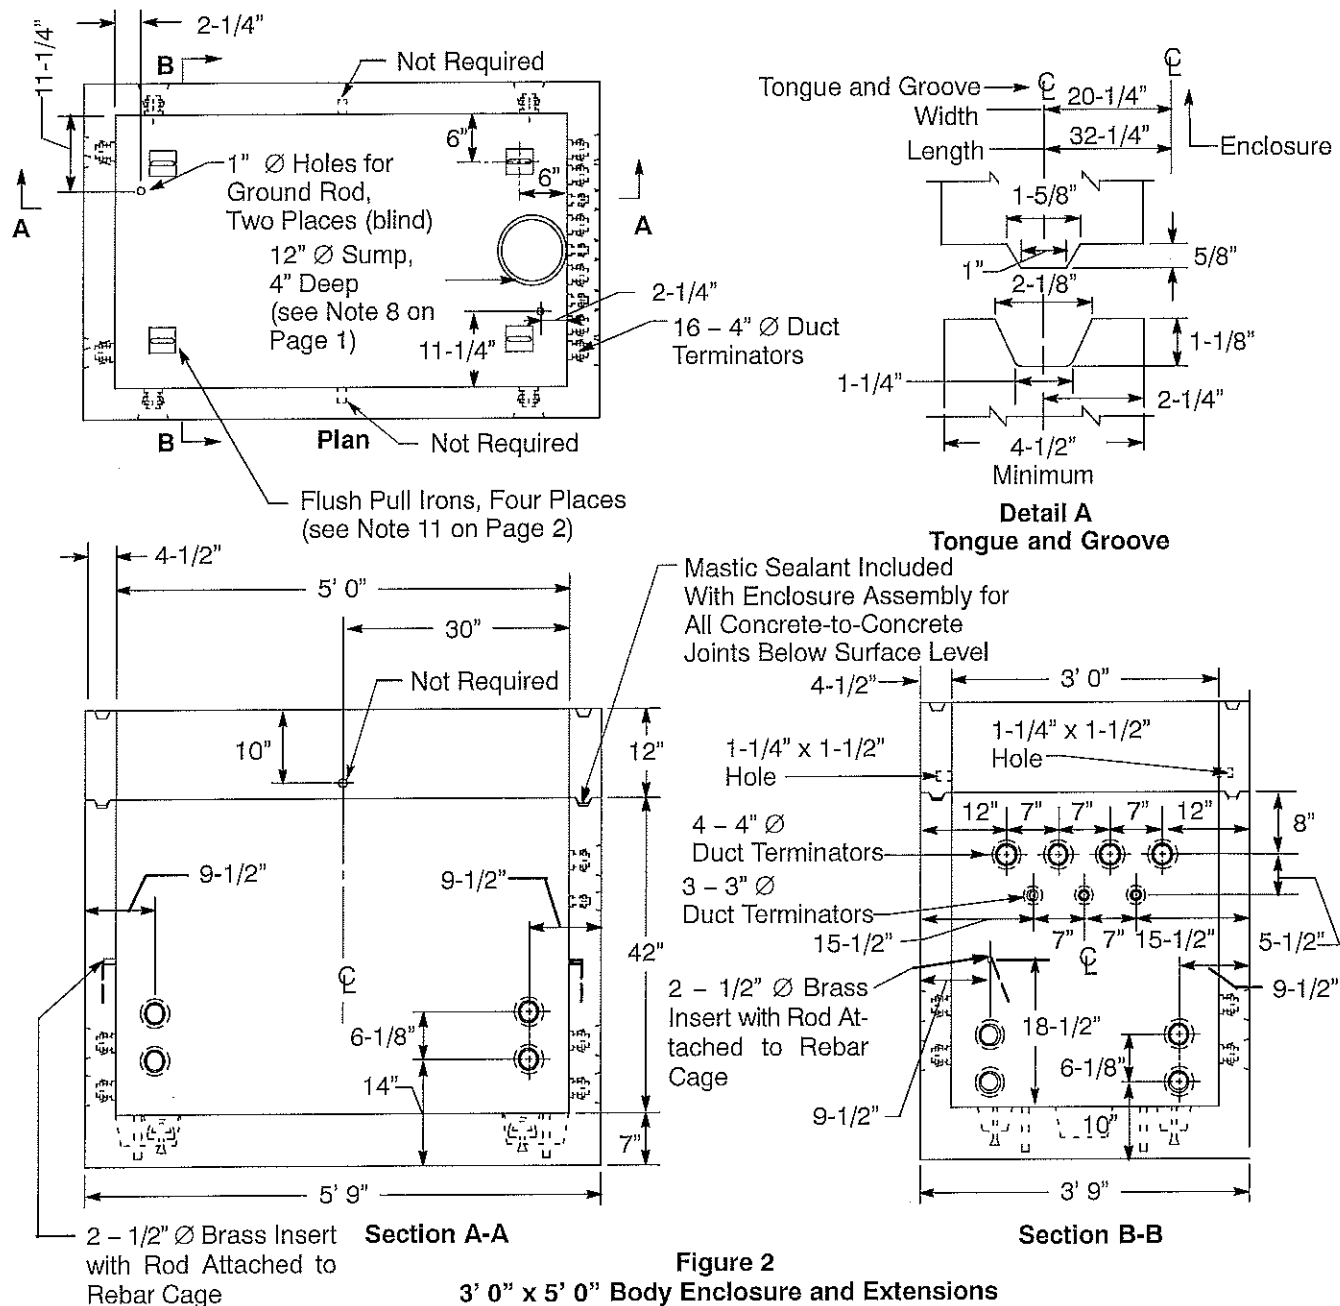 11-1/4"
2-1/4"
B
Not Required
6"
1" Ø Holes for
Ground Rod,
Two Places (blind)
6"
A
A
12" Ø Sump,
4" Deep
(see Note 8 on
Page 1)
2-1/4"
11-1/4"
16 – 4" Ø Duct
Terminators
B
Plan
Not Required
Flush Pull Irons, Four Places
(see Note 11 on Page 2)
Tongue and Groove
℄
℄
20-1/4"
Width
32-1/4"
Length
Enclosure
1-5/8"
1"
5/8"
2-1/8"
1-1/8"
1-1/4"
2-1/4"
4-1/2"
Minimum
Detail A
Tongue and Groove
4-1/2"
5' 0"
30"
Not Required
Mastic Sealant Included
With Enclosure Assembly for
All Concrete-to-Concrete
Joints Below Surface Level
10"
12"
9-1/2"
9-1/2"
42"
℄
6-1/8"
14"
7"
5' 9"
2 – 1/2" Ø Brass Insert
with Rod Attached to
Rebar Cage
Section A-A
4-1/2"
3' 0"
1-1/4" x 1-1/2"
Hole
1-1/4" x 1-1/2"
Hole
12"
7"
7"
7"
12"
8"
4 – 4" Ø
Duct Terminators
3 – 3" Ø
Duct Terminators
15-1/2"
7"
7"
15-1/2"
5-1/2"
℄
9-1/2"
2 – 1/2" Ø Brass
Insert with Rod At-
tached to Rebar
Cage
18-1/2"
6-1/8"
9-1/2"
10"
3' 9"
Section B-B
Figure 2
3' 0" x 5' 0" Body Enclosure and Extensions